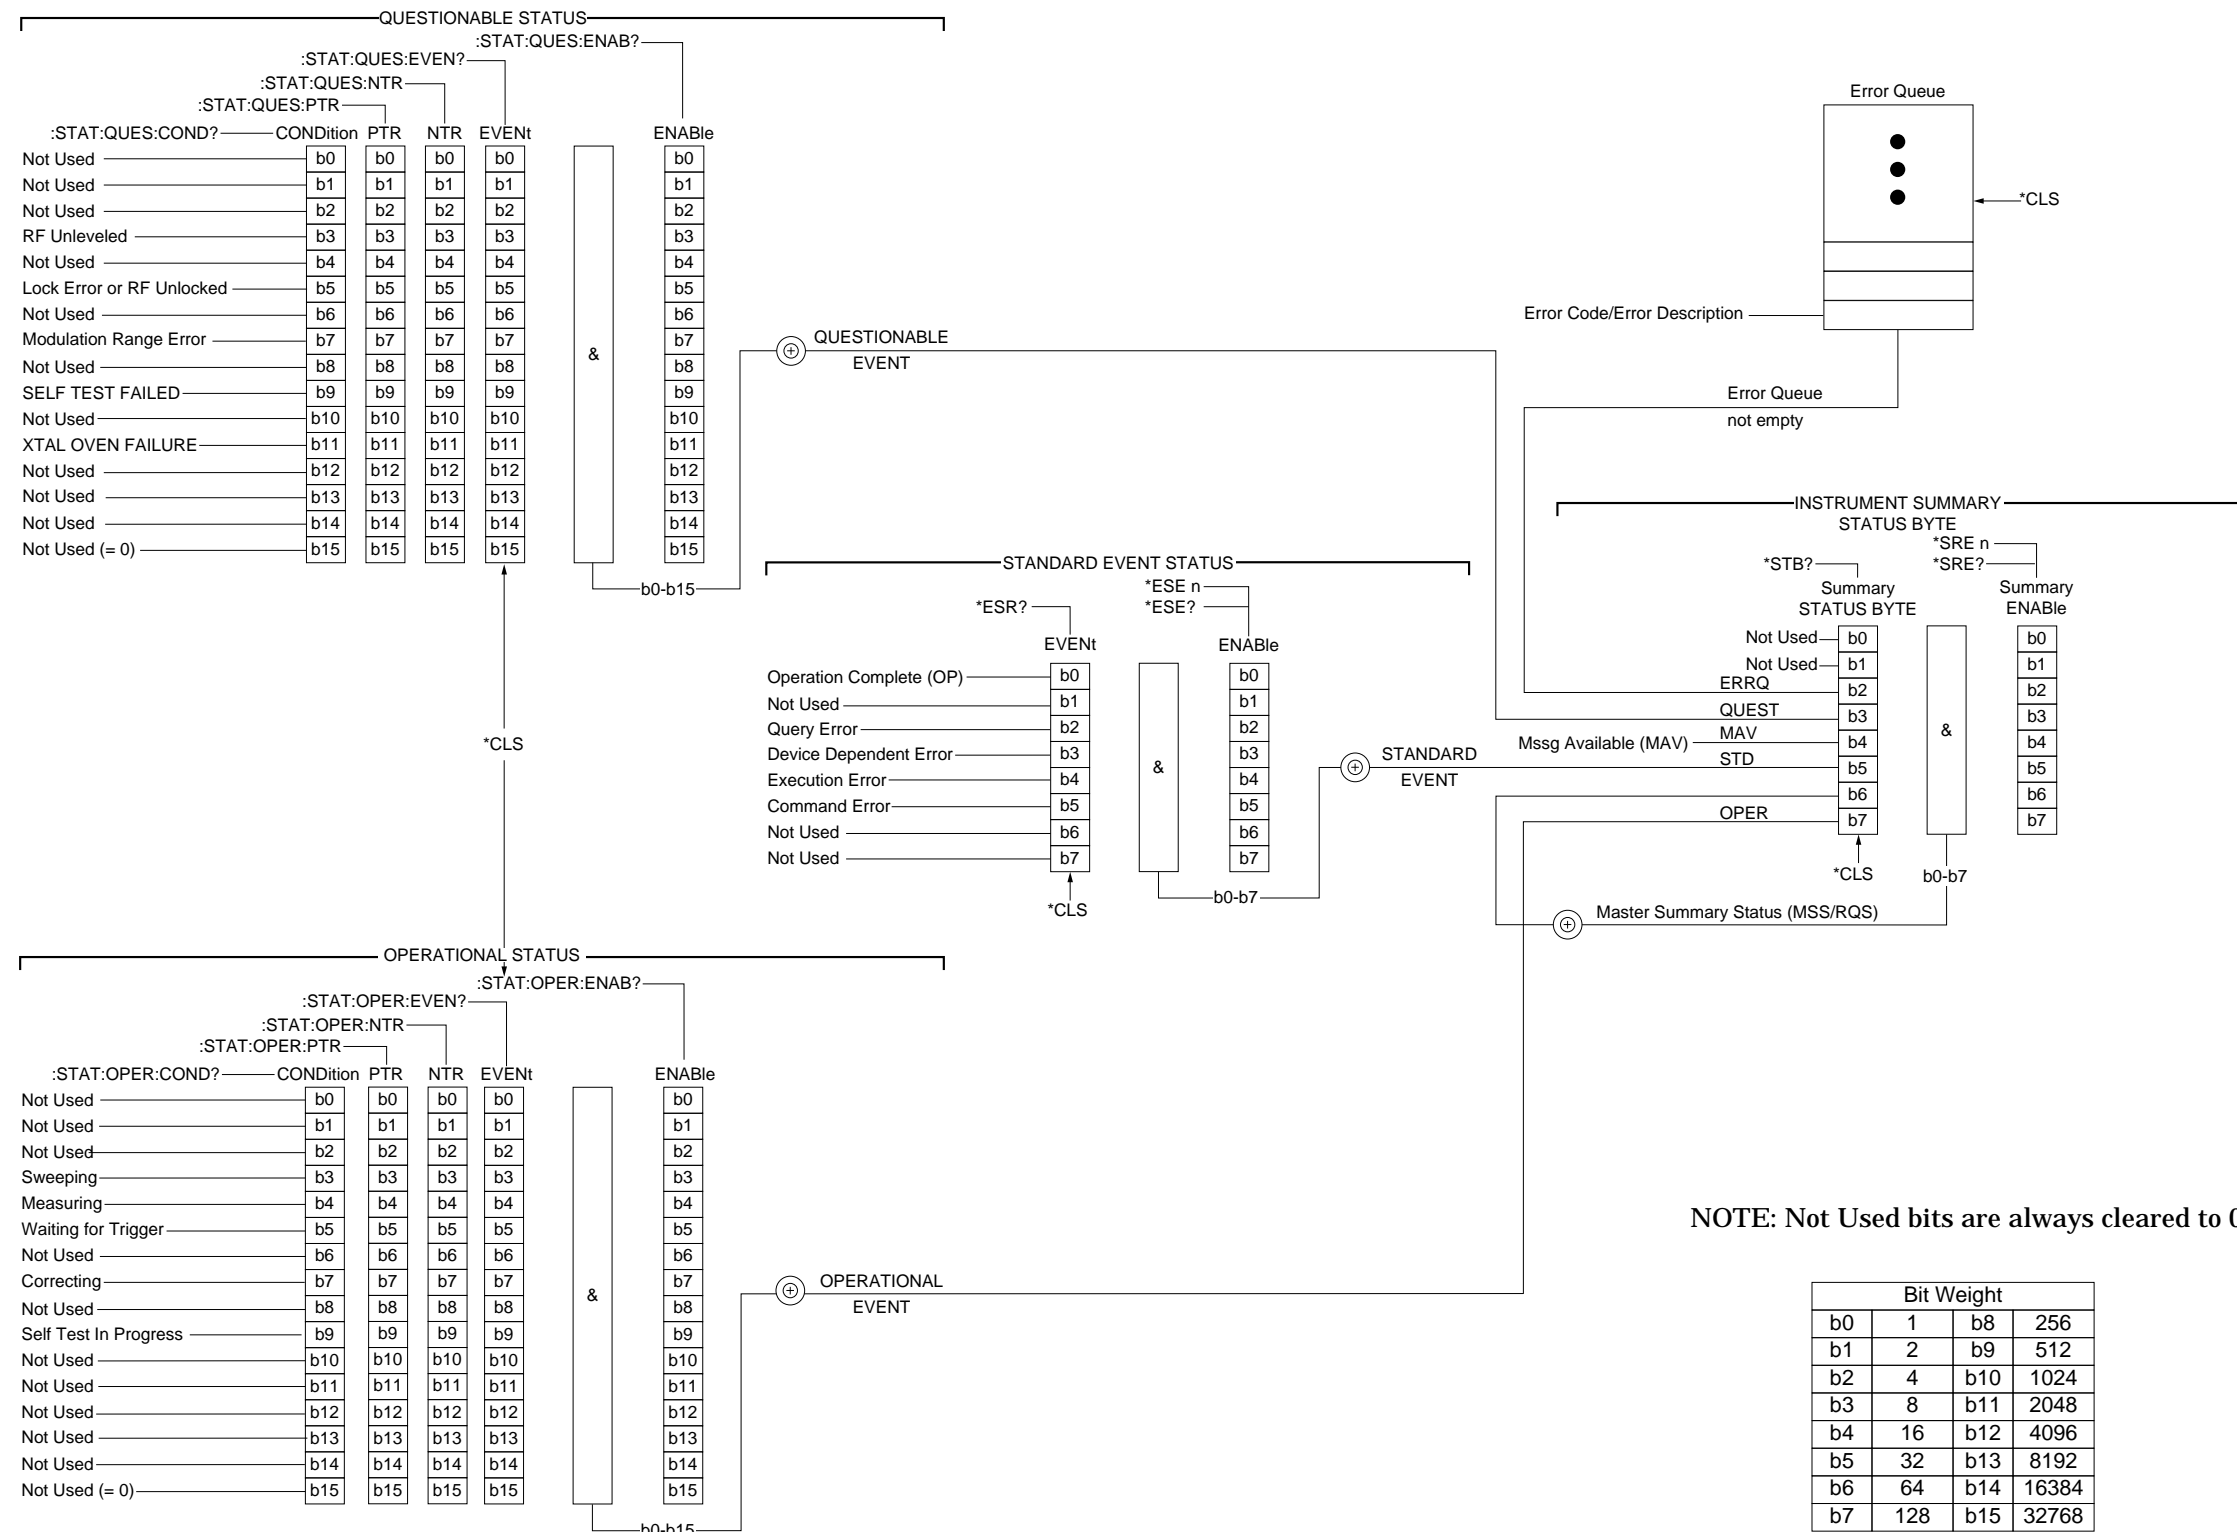 QUESTIONABLE STATUS
:STAT:QUES:ENAB?
:STAT:QUES:EVEN?
:STAT:QUES:NTR
:STAT:QUES:PTR
:STAT:QUES:COND? CONDition PTR NTR EVENt ENABle
Not Used b0 b0 b0 b0 b0
Not Used b1 b1 b1 b1 b1
Not Used b2 b2 b2 b2 b2
RF Unleveled b3 b3 b3 b3 b3
Not Used b4 b4 b4 b4 b4
Lock Error or RF Unlocked b5 b5 b5 b5 b5
Not Used b6 b6 b6 b6 b6
Modulation Range Error b7 b7 b7 b7 & b7
Not Used b8 b8 b8 b8 b8
SELF TEST FAILED b9 b9 b9 b9 b9
Not Used b10 b10 b10 b10 b10
XTAL OVEN FAILURE b11 b11 b11 b11 b11
Not Used b12 b12 b12 b12 b12
Not Used b13 b13 b13 b13 b13
Not Used b14 b14 b14 b14 b14
Not Used (= 0) b15 b15 b15 b15 b15
b0-b15
QUESTIONABLE
EVENT
*CLS
Error Queue
*CLS
Error Code/Error Description
Error Queue
not empty
STANDARD EVENT STATUS
*ESE n
*ESR? *ESE?
EVENt ENABle
Operation Complete (OP) b0 b0
Not Used b1 b1
Query Error b2 b2
Device Dependent Error b3 b3
& 
Execution Error b4 b4
Command Error b5 b5
Not Used b6 b6
Not Used b7 b7
*CLS
b0-b7
STANDARD
EVENT
INSTRUMENT SUMMARY
STATUS BYTE
*SRE n
*STB? *SRE?
Summary Summary
STATUS BYTE ENABle
Not Used b0 b0
Not Used b1 b1
ERRQ b2 b2
QUEST b3 b3
&
Mssg Available (MAV) MAV b4 b4
STD b5 b5
b6 b6
OPER b7 b7
*CLS b0-b7
Master Summary Status (MSS/RQS)
OPERATIONAL STATUS
:STAT:OPER:ENAB?
:STAT:OPER:EVEN?
:STAT:OPER:NTR
:STAT:OPER:PTR
:STAT:OPER:COND? CONDition PTR NTR EVENt ENABle
Not Used b0 b0 b0 b0 b0
Not Used b1 b1 b1 b1 b1
Not Used b2 b2 b2 b2 b2
Sweeping b3 b3 b3 b3 b3
Measuring b4 b4 b4 b4 b4
Waiting for Trigger b5 b5 b5 b5 b5
Not Used b6 b6 b6 b6 b6
Correcting b7 b7 b7 b7 & b7
Not Used b8 b8 b8 b8 b8
Self Test In Progress b9 b9 b9 b9 b9
Not Used b10 b10 b10 b10 b10
Not Used b11 b11 b11 b11 b11
Not Used b12 b12 b12 b12 b12
Not Used b13 b13 b13 b13 b13
Not Used b14 b14 b14 b14 b14
Not Used (= 0) b15 b15 b15 b15 b15
b0-b15
OPERATIONAL
EVENT
NOTE: Not Used bits are always cleared to 0
Bit Weight
b0 1 b8 256
b1 2 b9 512
b2 4 b10 1024
b3 8 b11 2048
b4 16 b12 4096
b5 32 b13 8192
b6 64 b14 16384
b7 128 b15 32768